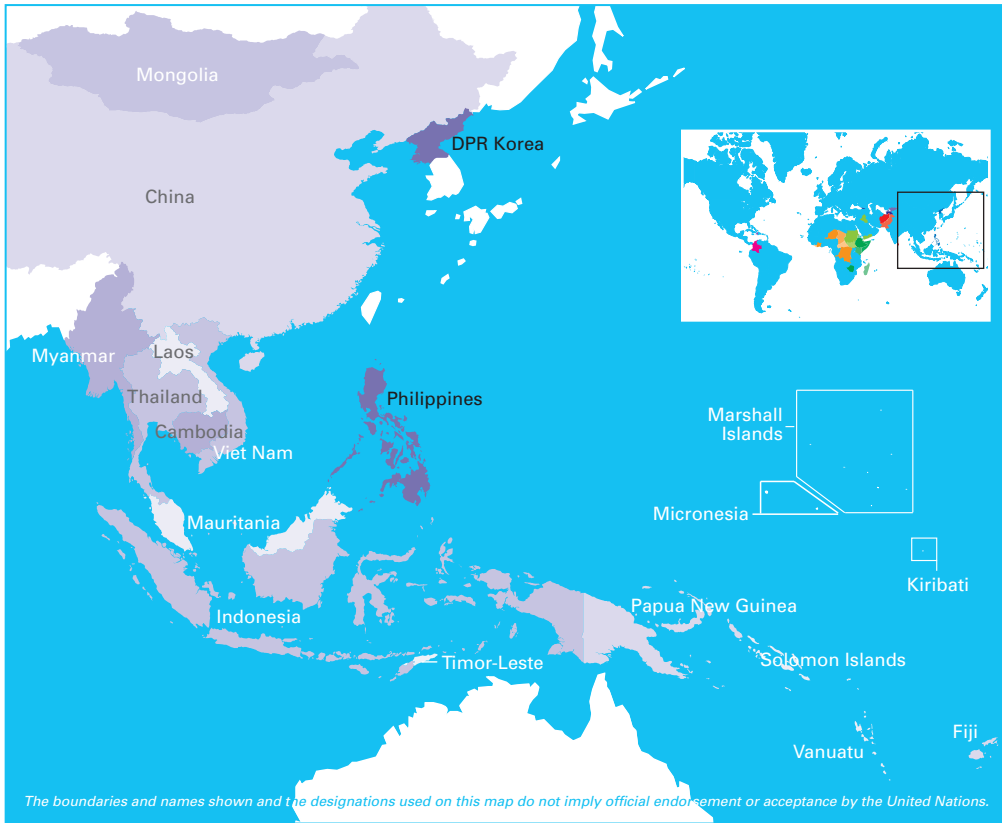 Mongolia
DPR Korea
China
Myanmar
Laos
Thailand
Philippines
Cambodia
Viet Nam
Marshall
Islands
Micronesia
Mauritania
Kiribati
Indonesia
Papua New Guinea
Timor-Leste
Solomon Islands
Fiji
Vanuatu
The boundaries and names shown and the designations used on this map do not imply official endorsement or acceptance by the United Nations.